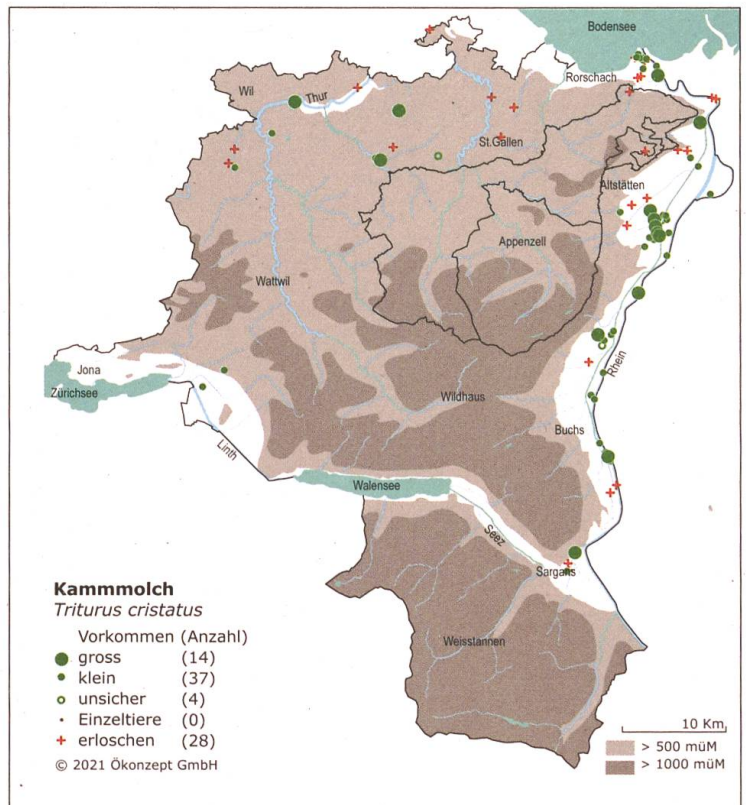 Bodensee
Rorschach
Wil
Thur
St.Gallen
Altstätten
Appenzell
Wattwil
Rhein
Jona
Zürichsee
Wildhaus
Buchs
Linth
Walensee
Seez
Sargans
Weisstannen
Kammmolch
Triturus cristatus
Vorkommen (Anzahl)
gross (14)
klein (37)
unsicher (4)
Einzeltiere (0)
erloschen (28)
© 2021 Ökonzept GmbH
10 Km
> 500 müM
> 1000 müM